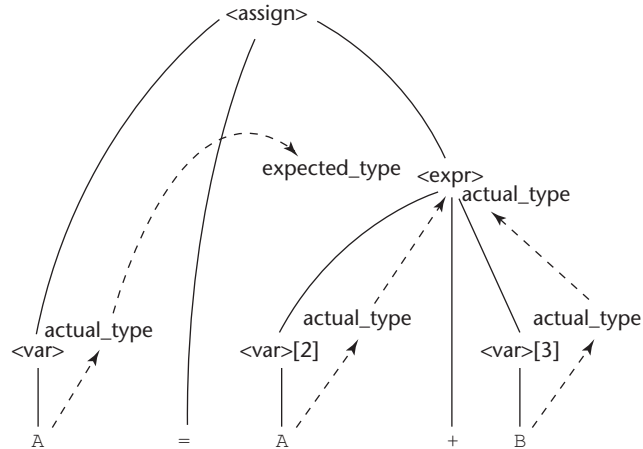 <assign>
expected_type
<expr>
actual_type
actual_type
actual_type
actual_type
<var>
<var>[2]
<var>[3]
A
=
A
+
B